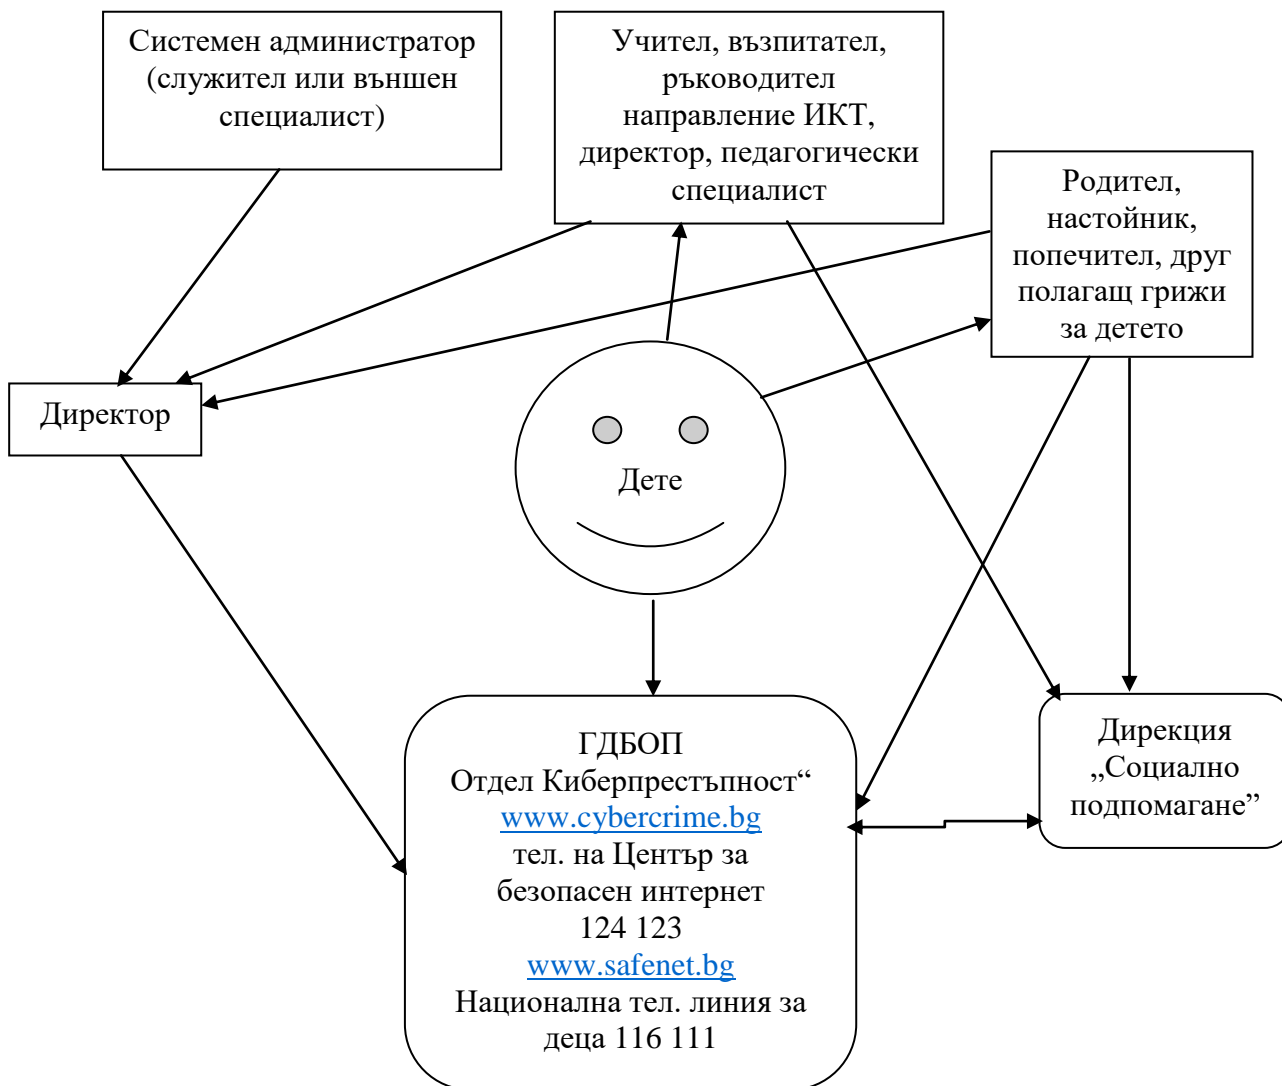 Системен администратор
(служител или външен
специалист)
Учител, възпитател,
ръководител
направление ИКТ,
директор, педагогически
специалист
Родител,
настойник,
попечител, друг
полагащ грижи
за детето
Директор
Дете
ГДБОП
Отдел Киберпрестъпност“
www.cybercrime.bg
тел. на Център за
безопасен интернет
124 123
www.safenet.bg
Национална тел. линия за
деца 116 111
Дирекция
„Социално
подпомагане”